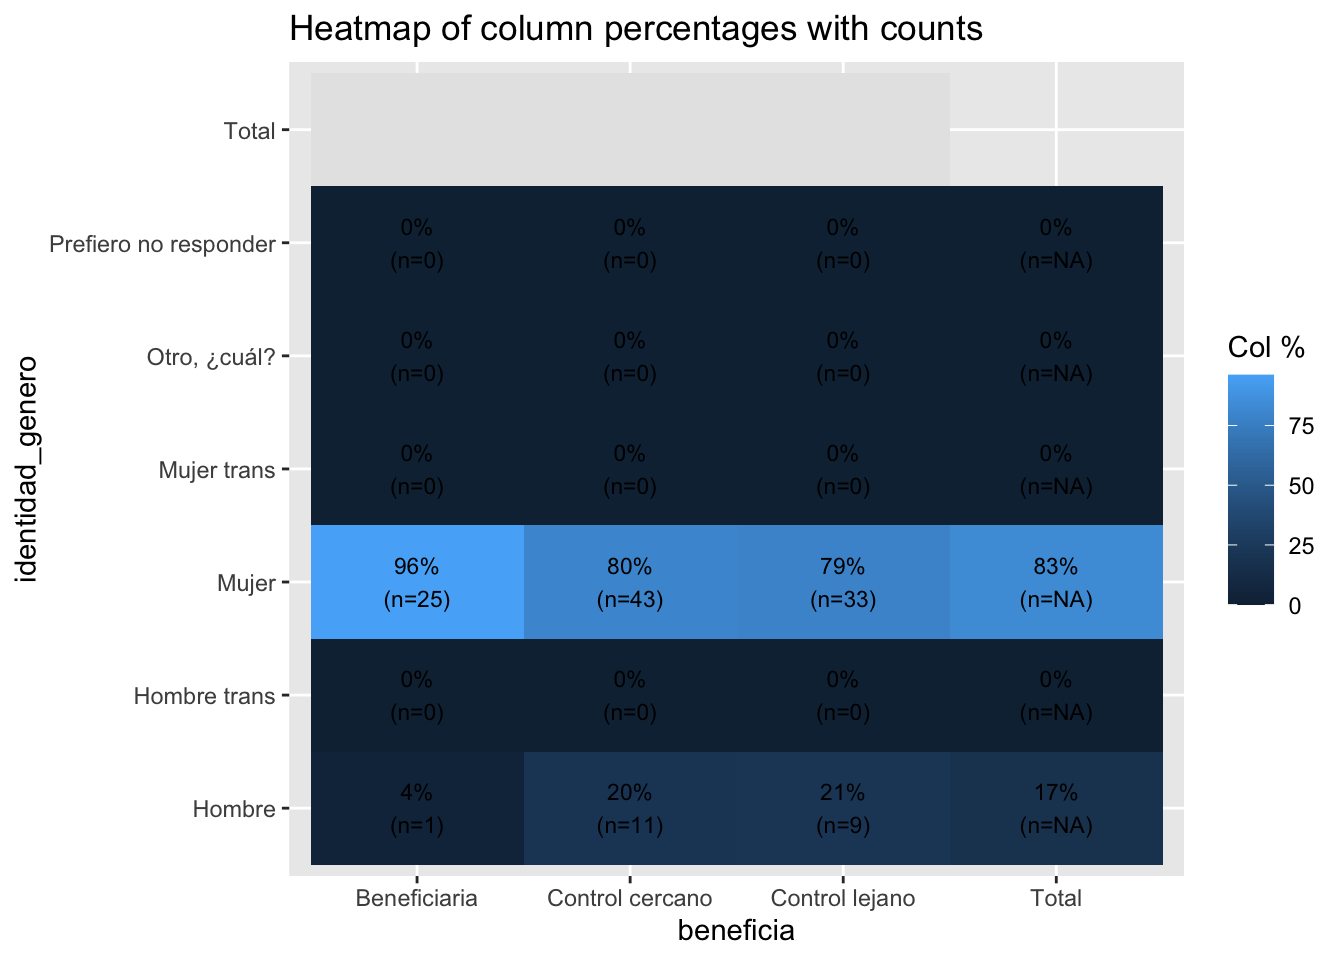 Heatmap of column percentages with counts
Total
Prefiero no responder
0% 0% 0% 0%
(n=0) (n=0) (n=0) (n=NA)
Otro, ¿cuál?
0% 0% 0% 0%
(n=0) (n=0) (n=0) (n=NA)
Mujer trans
0% 0% 0% 0%
(n=0) (n=0) (n=0) (n=NA)
Mujer
96% 80% 79% 83%
(n=25) (n=43) (n=33) (n=NA)
Hombre trans
0% 0% 0% 0%
(n=0) (n=0) (n=0) (n=NA)
Hombre
4% 20% 21% 17%
(n=1) (n=11) (n=9) (n=NA)
Beneficiaria Control cercano Control lejano Total
beneficia
identidad_genero
Col %
75
50
25
0